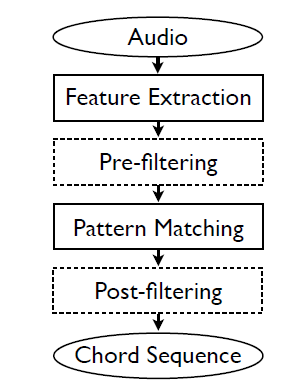 Audio
Feature Extraction
Pre-filtering
Pattern Matching
Post-filtering
Chord Sequence